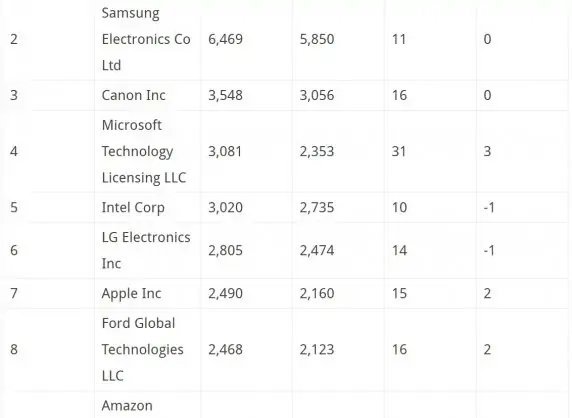 Samsung
2 Electronics Co 6,469 5,850 11 0
Ltd
3 Canon Inc 3,548 3,056 16 0
Microsoft
4 Technology 3,081 2,353 31 3
Licensing LLC
5 Intel Corp 3,020 2,735 10 -1
LG Electronics
6 2,805 2,474 14 -1
Inc
7 Apple Inc 2,490 2,160 15 2
Ford Global
8 Technologies 2,468 2,123 16 2
LLC
Amazon